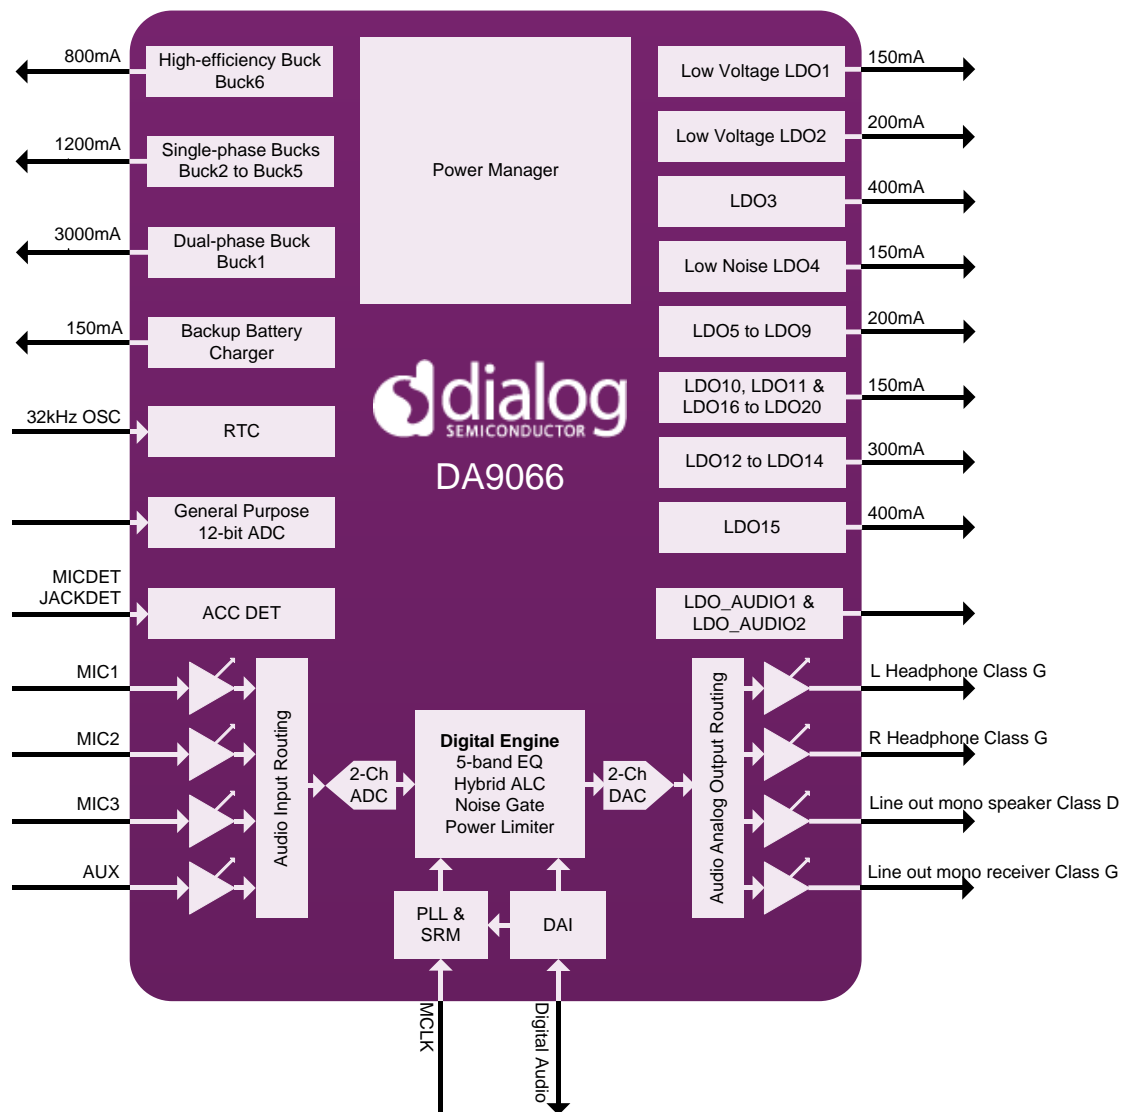 800mA
High-efficiency Buck
Buck6
1200mA
Single-phase Bucks
Buck2 to Buck5
3000mA
Dual-phase Buck
Buck1
150mA
Backup Battery
Charger
32kHz OSC
RTC
General Purpose
12-bit ADC
MICDET
JACKDET
ACC DET
Power Manager
dialog
SEMICONDUCTOR
DA9066
Low Voltage LDO1
150mA
Low Voltage LDO2
200mA
LDO3
400mA
Low Noise LDO4
150mA
LDO5 to LDO9
200mA
LDO10, LDO11 &
LDO16 to LDO20
150mA
LDO12 to LDO14
300mA
LDO15
400mA
LDO_AUDIO1 &
LDO_AUDIO2
MIC1
MIC2
MIC3
AUX
Audio Input Routing
2-Ch
ADC
Digital Engine
5-band EQ
Hybrid ALC
Noise Gate
Power Limiter
2-Ch
DAC
Audio Analog Output Routing
L Headphone Class G
R Headphone Class G
Line out mono speaker Class D
Line out mono receiver Class G
PLL &
SRM
DAI
MCLK
Digital Audio